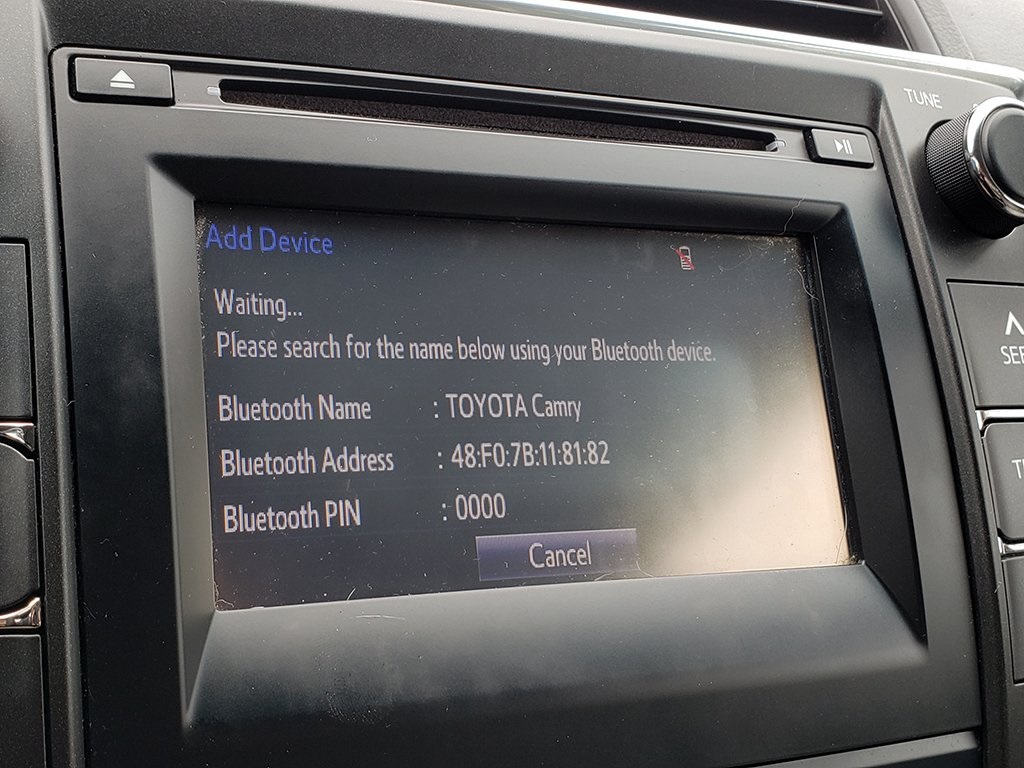 TUNE
Add Device
Waiting...
Please search for the name below using your Bluetooth device.
Bluetooth Name : TOYOTA Camry
Bluetooth Address : 48:F0:7B:11:81:82
Bluetooth PIN : 0000
Cancel